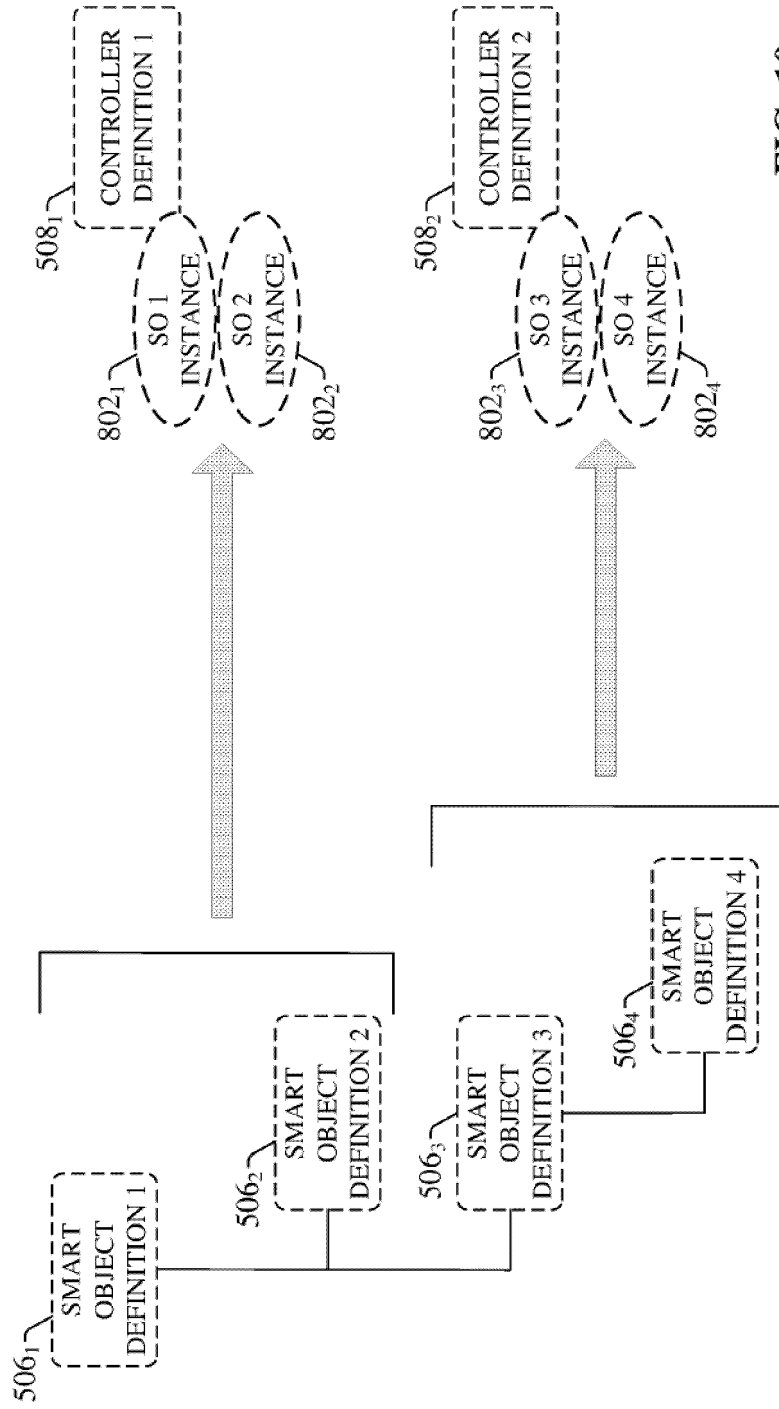 506₁
SMART
OBJECT
DEFINITION 1
508₁
CONTROLLER
DEFINITION 1
802₁
SO 1
INSTANCE
SO 2
INSTANCE
802₂
506₂
SMART
OBJECT
DEFINITION 2
506₃
SMART
OBJECT
DEFINITION 3
508₂
CONTROLLER
DEFINITION 2
802₃
SO 3
INSTANCE
SO 4
INSTANCE
802₄
506₄
SMART
OBJECT
DEFINITION 4